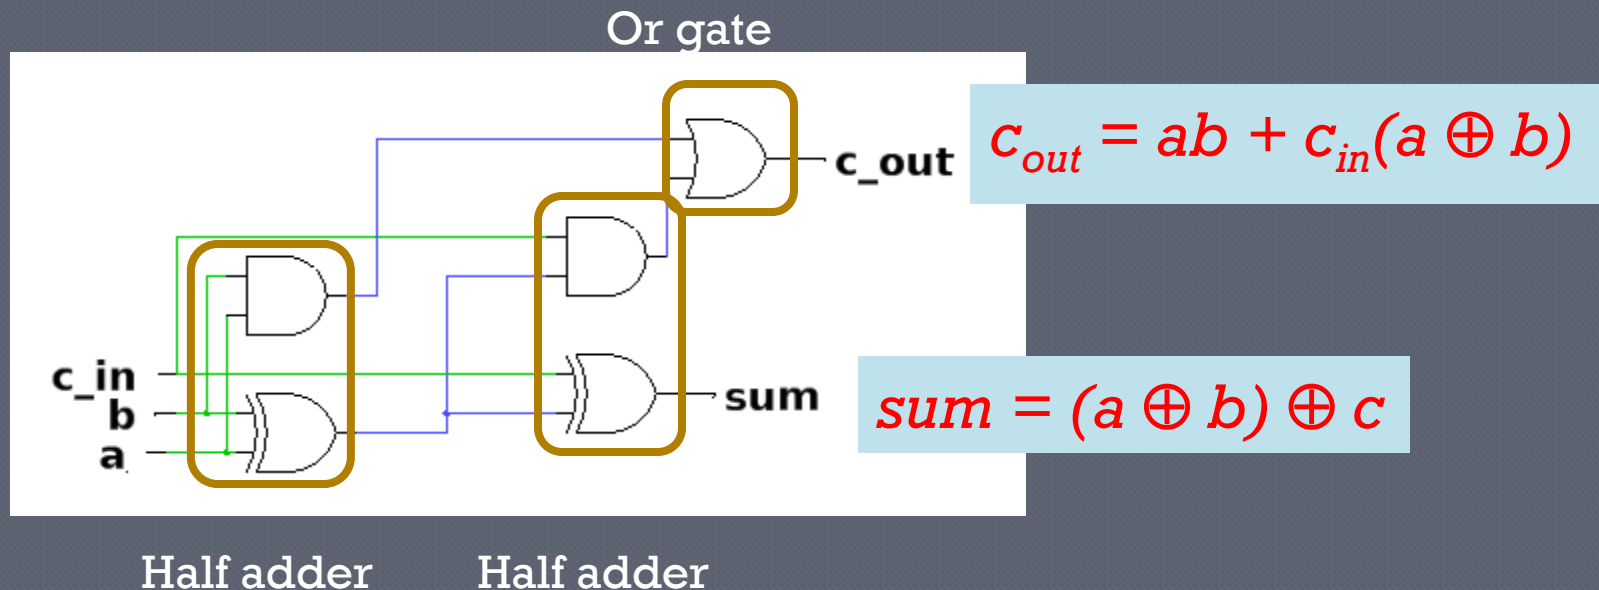 Or gate
c_out
c_out = ab + c_in(a ⊕ b)
c_in
b
a
sum
sum = (a ⊕ b) ⊕ c
Half adder
Half adder